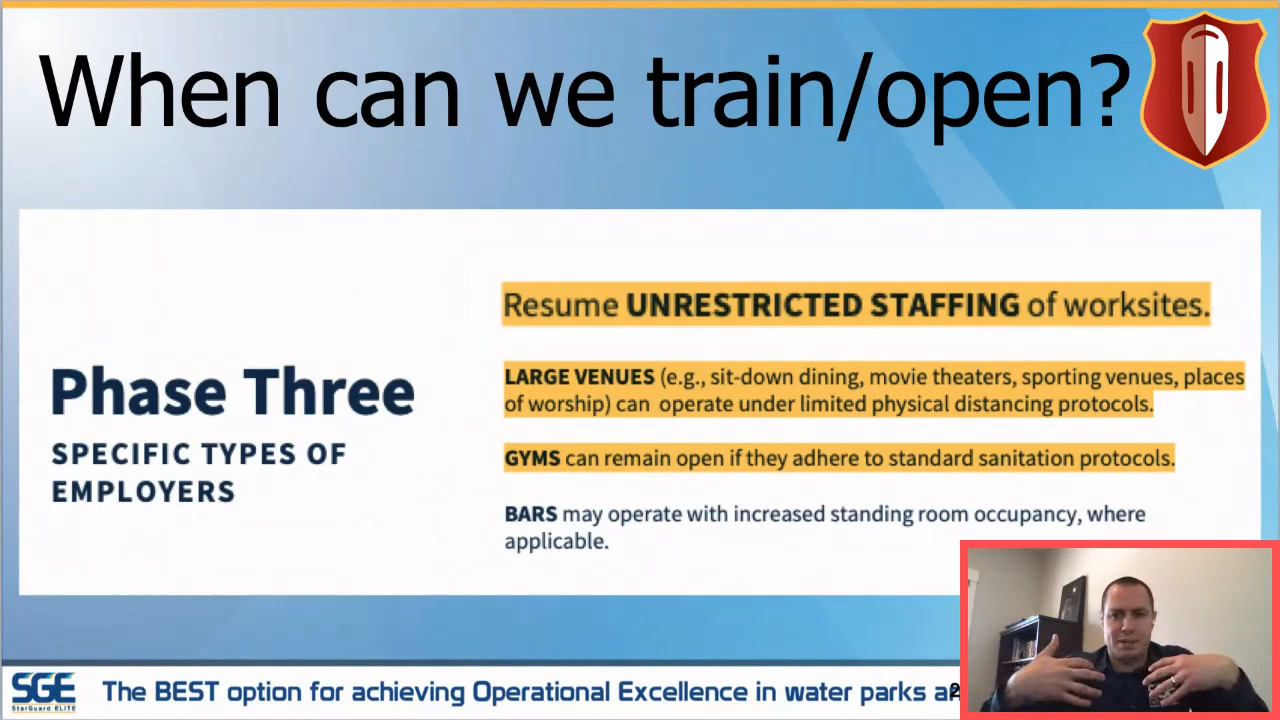 When can we train/open?
Resume UNRESTRICTED STAFFING of worksites.
Phase Three
SPECIFIC TYPES OF
EMPLOYERS
LARGE VENUES (e.g., sit-down dining, movie theaters, sporting venues, places
of worship) can operate under limited physical distancing protocols.
GYMS can remain open if they adhere to standard sanitation protocols.
BARS may operate with increased standing room occupancy, where
applicable.
SGE
StarGuard ELITE
The BEST option for achieving Operational Excellence in water parks